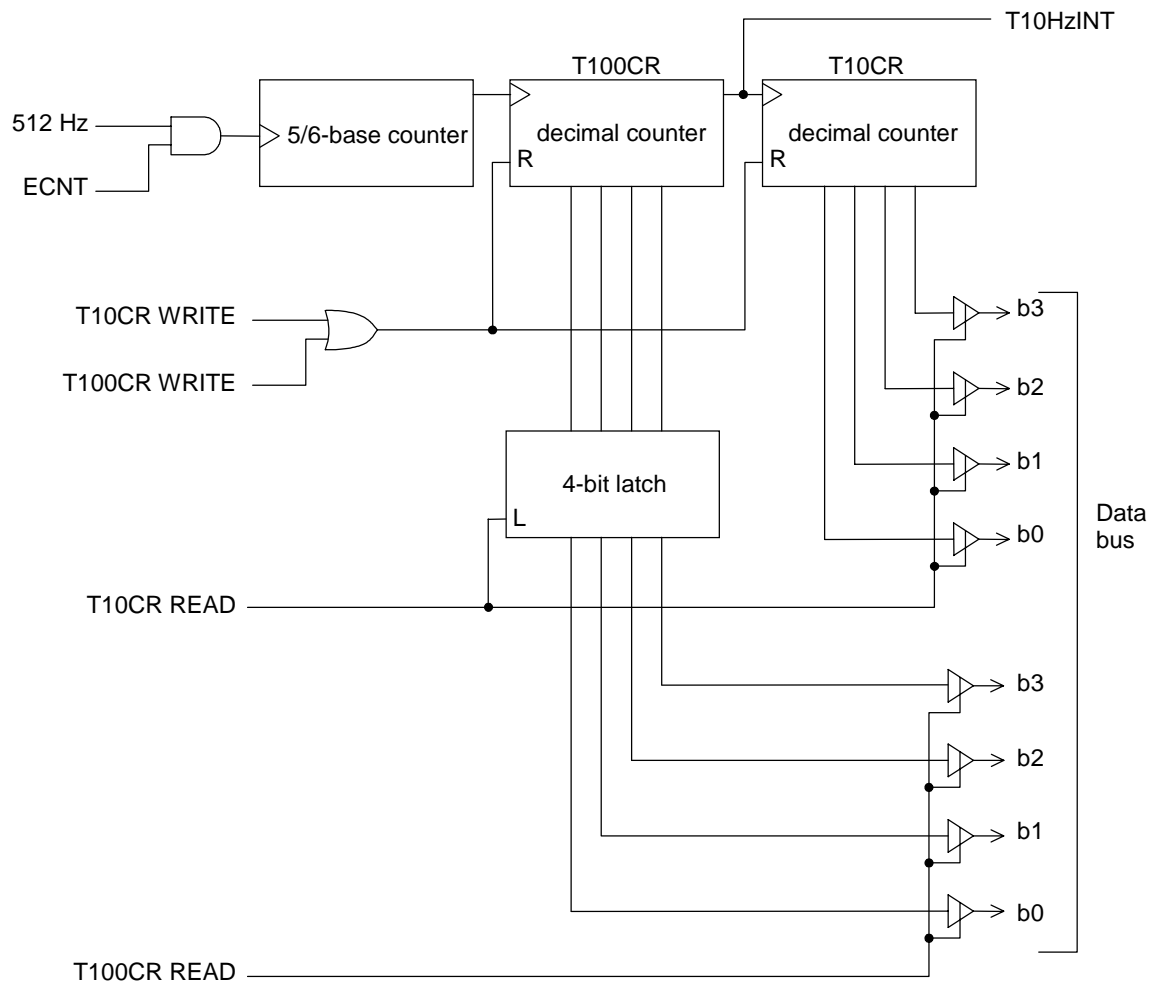 T10HzINT
T100CR
T10CR
512 Hz
ECNT
5/6-base counter
decimal counter
R
decimal counter
R
T10CR WRITE
T100CR WRITE
b3
b2
b1
b0
4-bit latch
L
Data
bus
T10CR READ
b3
b2
b1
b0
T100CR READ